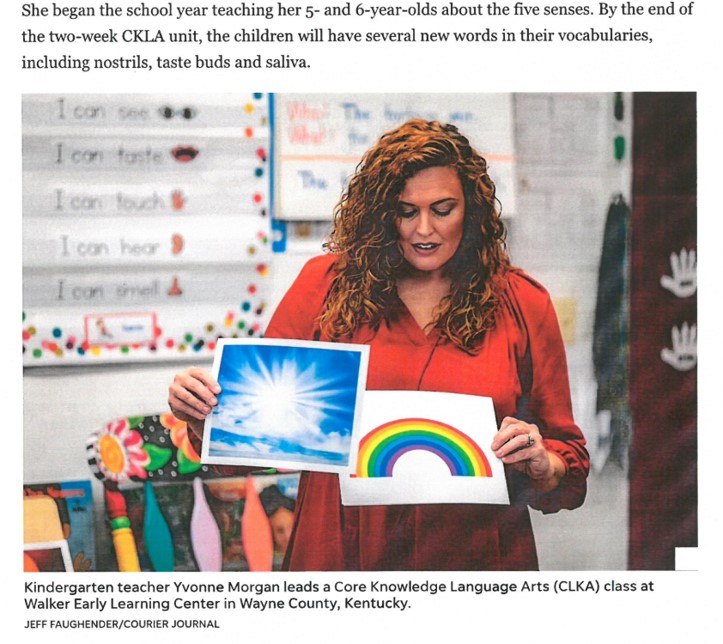 She began the school year teaching her 5- and 6-year-olds about the five senses. By the end of
the two-week CKLA unit, the children will have several new words in their vocabularies,
including nostrils, taste buds and saliva.
I can see
I can taste
I can touch
I can hear
I can smell
Who?
What?
The
Kindergarten teacher Yvonne Morgan leads a Core Knowledge Language Arts (CLKA) class at
Walker Early Learning Center in Wayne County, Kentucky.
JEFF FAUGHENDER/COURIER JOURNAL